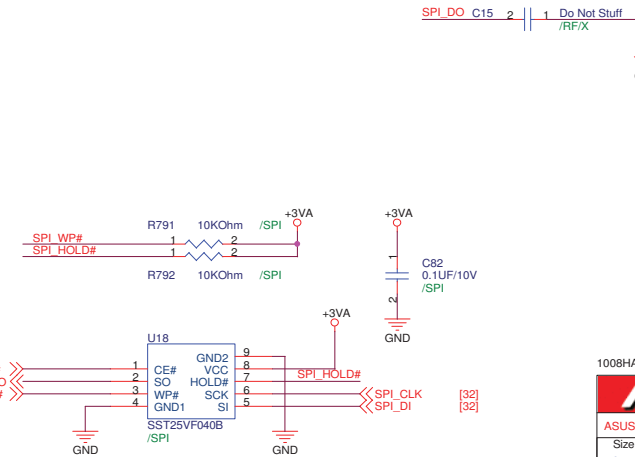 SPI_DO C15 2 1 Do Not Stuff
/RF/X
R791 10KOhm /SPI
+3VA
+3VA
SPI_WP# 1 2
SPI_HOLD# 1 2
R792 10KOhm /SPI
1
C82
0.1UF/10V
/SPI
2
GND
+3VA
U18
1 CE#
2 SO
3 WP#
4 GND1
GND2 9
VCC 8
HOLD# 7 SPI_HOLD#
SCK 6 SPI_CLK [32]
SI 5 SPI_DI [32]
SST25VF040B
/SPI
GND
GND
1008HA
ASUS
Size